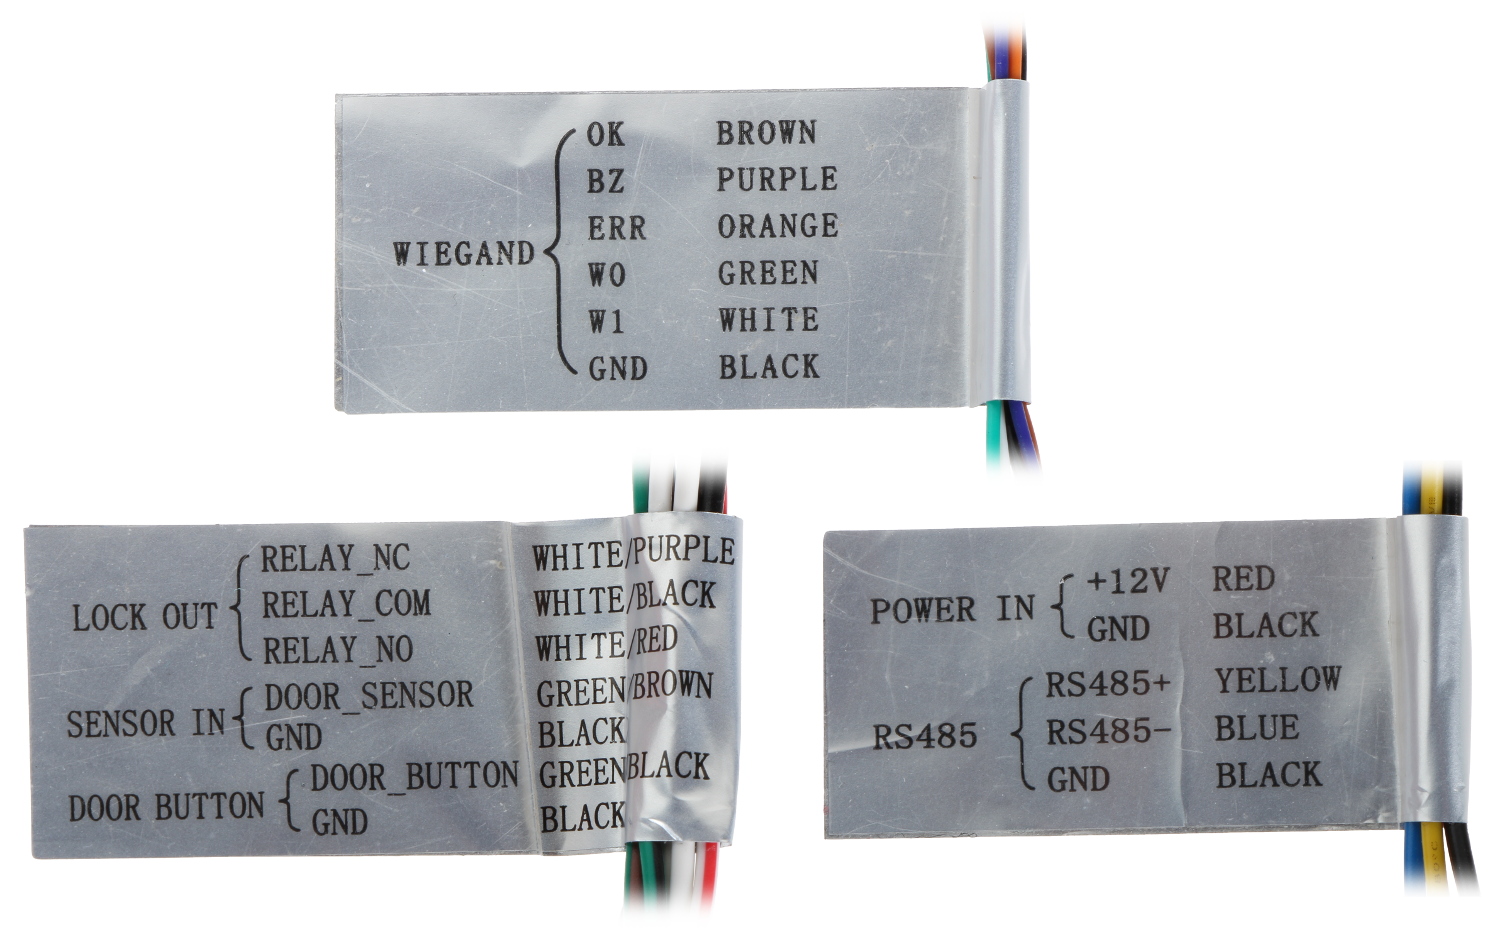 OK BROWN
BZ PURPLE
ERR ORANGE
WIEGAND
W0 GREEN
W1 WHITE
GND BLACK
RELAY_NC WHITE/PURPLE
LOCK OUT RELAY_COM WHITE/BLACK
RELAY_NO WHITE/RED
SENSOR IN DOOR_SENSOR GREEN/BROWN
GND BLACK
DOOR BUTTON DOOR_BUTTON GREEN BLACK
GND BLACK
POWER IN +12V RED
GND BLACK
RS485+ YELLOW
RS485 RS485- BLUE
GND BLACK